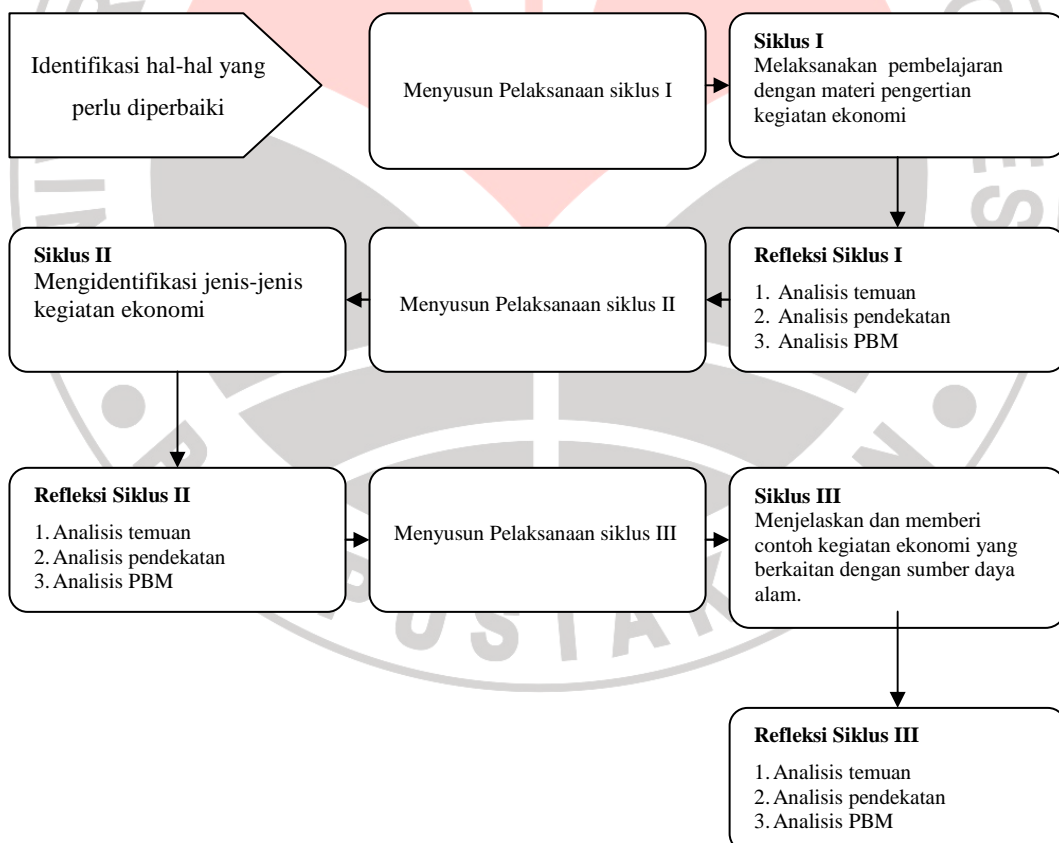 Identifikasi hal-hal yang
perlu diperbaiki
Menyusun Pelaksanaan siklus I
Siklus I
Melaksanakan pembelajaran
dengan materi pengertian
kegiatan ekonomi
Refleksi Siklus I
1. Analisis temuan
2. Analisis pendekatan
3. Analisis PBM
Menyusun Pelaksanaan siklus II
Siklus II
Mengidentifikasi jenis-jenis
kegiatan ekonomi
Refleksi Siklus II
1. Analisis temuan
2. Analisis pendekatan
3. Analisis PBM
Menyusun Pelaksanaan siklus III
Siklus III
Menjelaskan dan memberi
contoh kegiatan ekonomi yang
berkaitan dengan sumber daya
alam.
Refleksi Siklus III
1. Analisis temuan
2. Analisis pendekatan
3. Analisis PBM